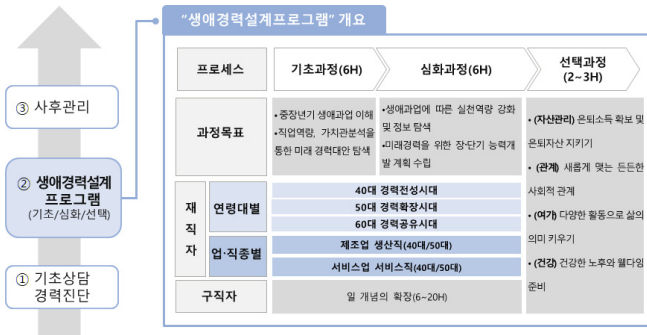 “생애경력설계프로그램” 개요
③ 사후관리
② 생애경력설계
프로그램
(기초/심화/선택)
① 기초상담
경력진단
프로세스
기초과정(6H)
심화과정(6H)
선택과정
(2~3H)
과정목표
•중장년기 생애과업 이해
•직업역량, 가치관분석을
통한 미래 경력대안 탐색
•생애과업에 따른 실천역량 강화
및 정보 탐색
•미래경력을 위한 장·단기 능력개
발 계획 수립
• (자산관리) 은퇴소득 확보 및
은퇴자산 지키기
• (관계) 새롭게 맺는 든든한
사회적 관계
• (여가) 다양한 활동으로 삶의
의미 키우기
• (건강) 건강한 노후와 웰다잉
준비
재
직
자
연령대별
40대 경력전성시대
50대 경력확장시대
60대 경력공유시대
업·직종별
제조업 생산직(40대/50대)
서비스업 서비스직(40대/50대)
구직자
일 개념의 확장(6~20H)